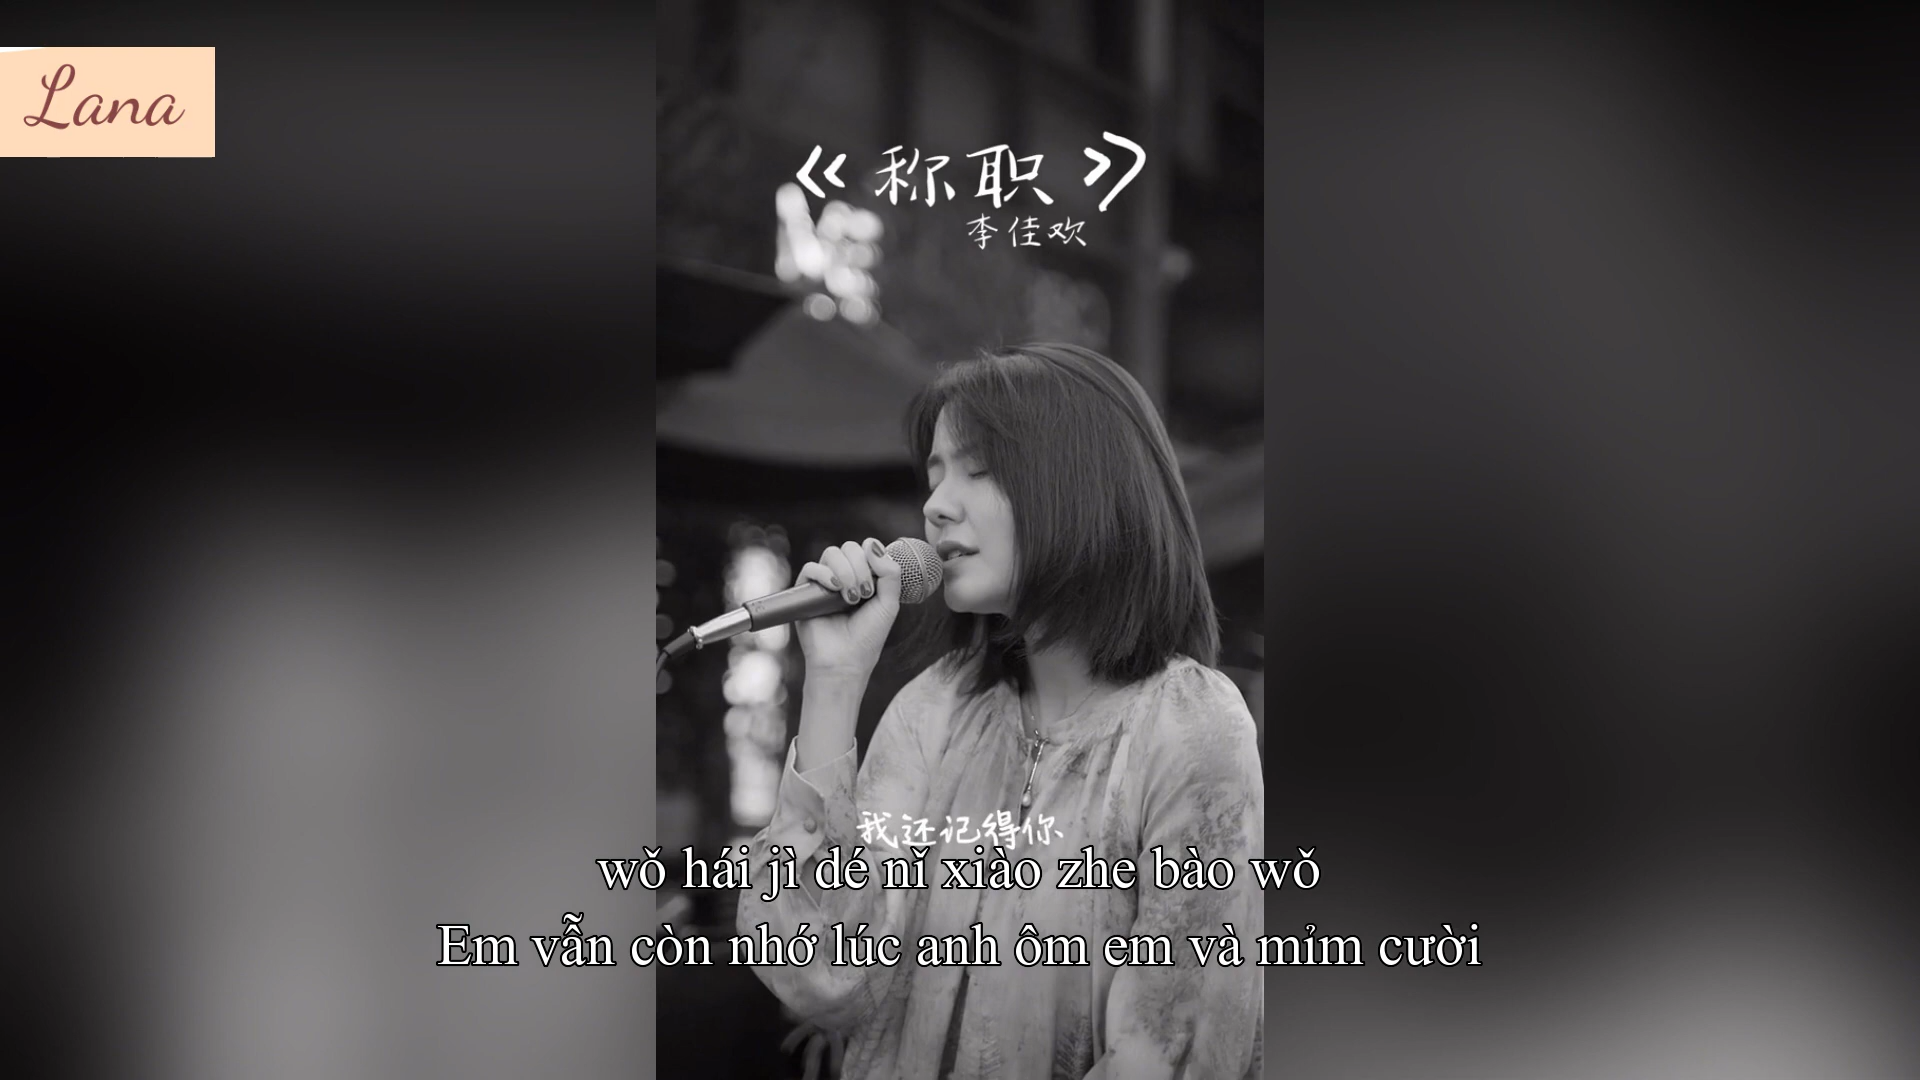 Lana
《称职》
李佳欢
我还记得你
wǒ hái jì dé nǐ xiào zhe bào wǒ
Em vẫn còn nhớ lúc anh ôm em và mỉm cười